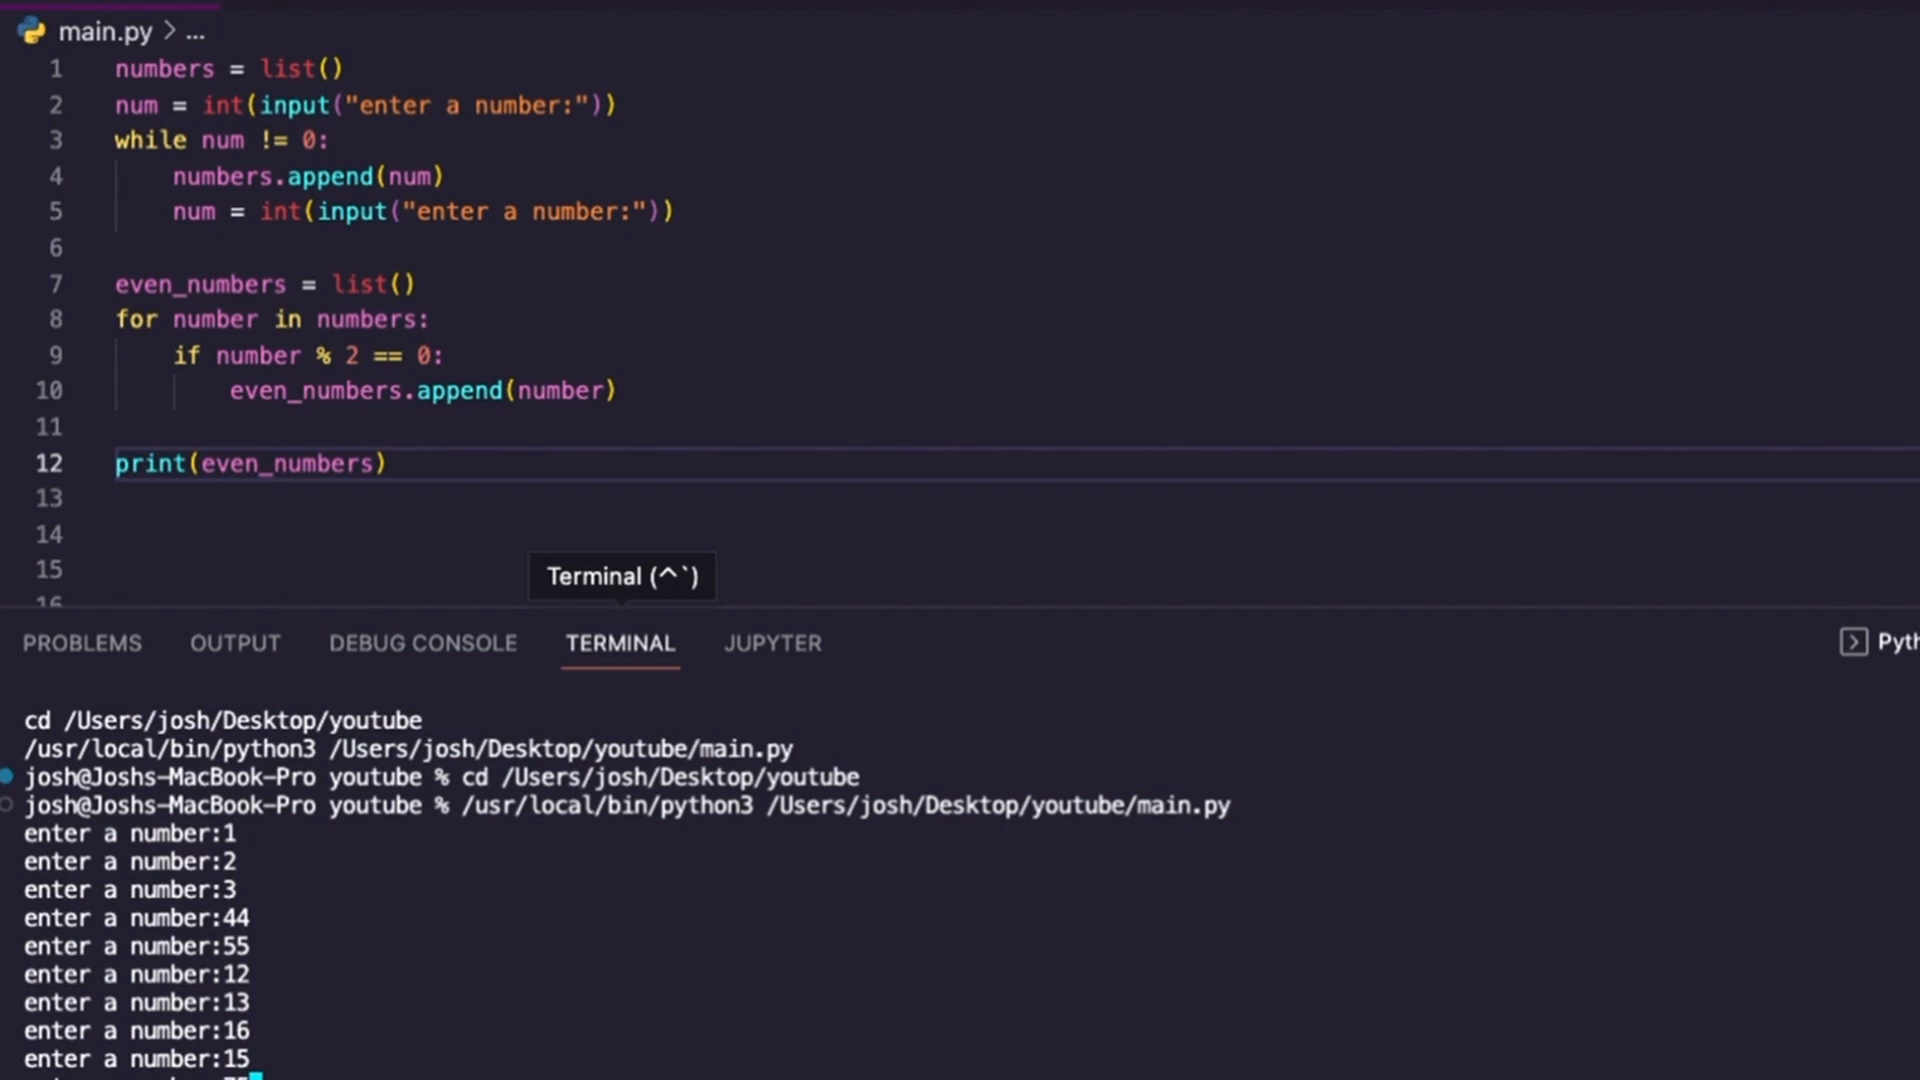 main.py > ...
1 numbers = list()
2 num = int(input("enter a number:"))
3 while num != 0:
4 numbers.append(num)
5 num = int(input("enter a number:"))
6
7 even_numbers = list()
8 for number in numbers:
9 if number % 2 == 0:
10 even_numbers.append(number)
11
12 print(even_numbers)
13
14
15
16
Terminal (^`)
PROBLEMS OUTPUT DEBUG CONSOLE TERMINAL JUPYTER Pyth
cd /Users/josh/Desktop/youtube
/usr/local/bin/python3 /Users/josh/Desktop/youtube/main.py
josh@Joshs-MacBook-Pro youtube % cd /Users/josh/Desktop/youtube
josh@Joshs-MacBook-Pro youtube % /usr/local/bin/python3 /Users/josh/Desktop/youtube/main.py
enter a number:1
enter a number:2
enter a number:3
enter a number:44
enter a number:55
enter a number:12
enter a number:13
enter a number:16
enter a number:15